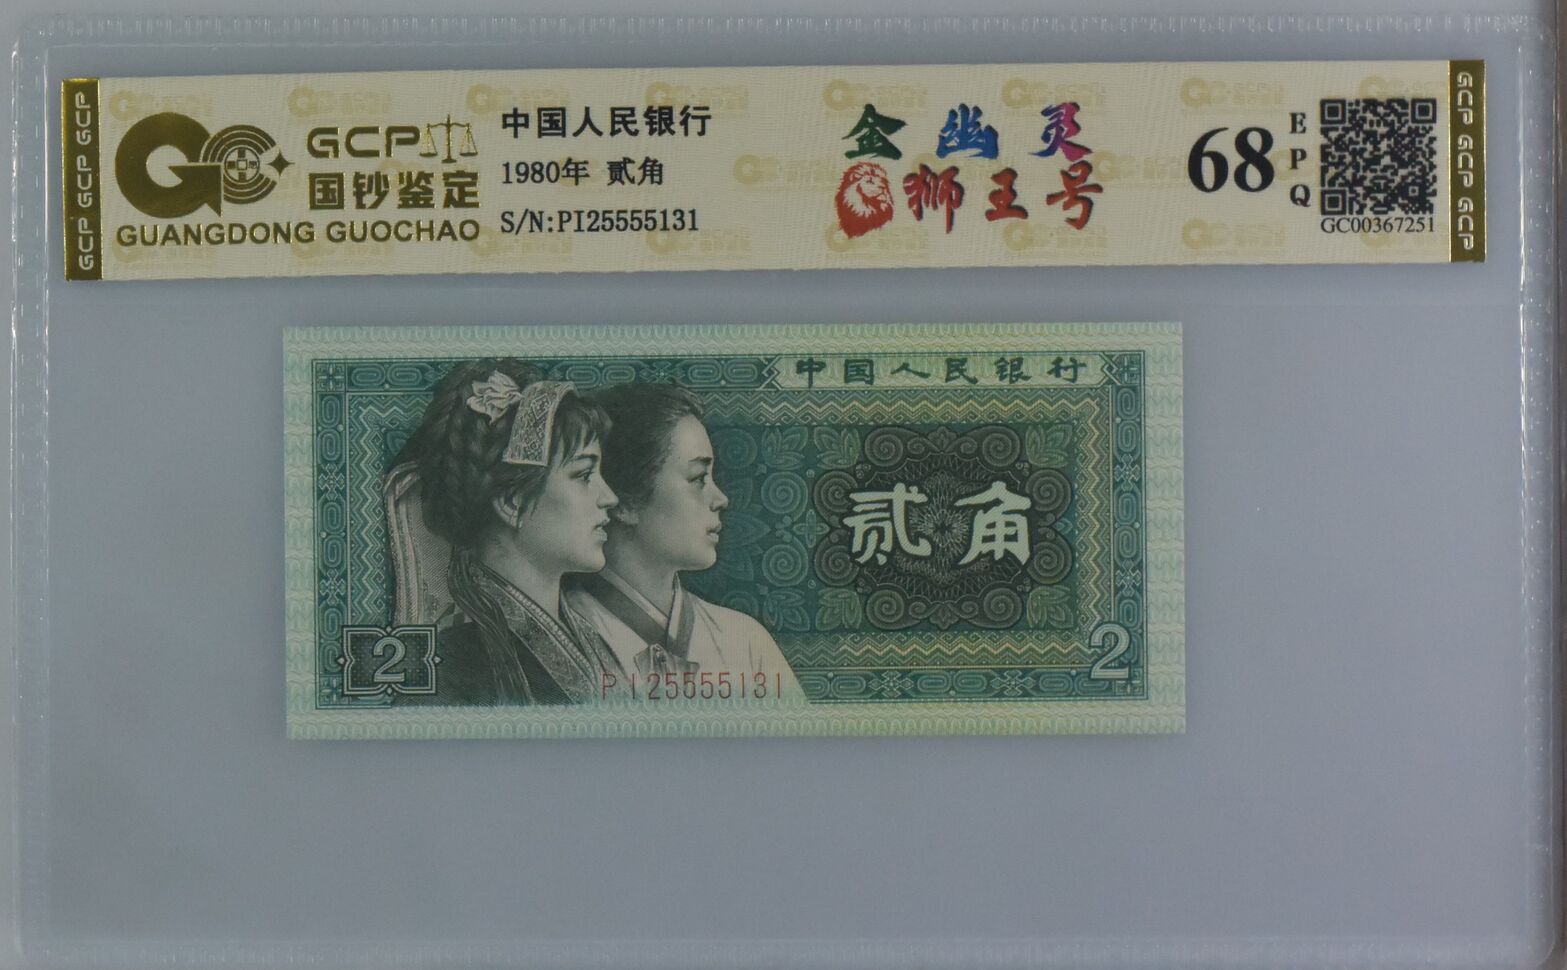 GCP GCP GCP
GCP
国钞鉴定
GUANGDONG GUOCHAO
中国人民银行
1980年 贰角
S/N:PI25555131
金幽灵
狮王号
68
EPQ
GC00367251
GCP GCP GCP
中国人民银行
贰角
2
2
PI25555131